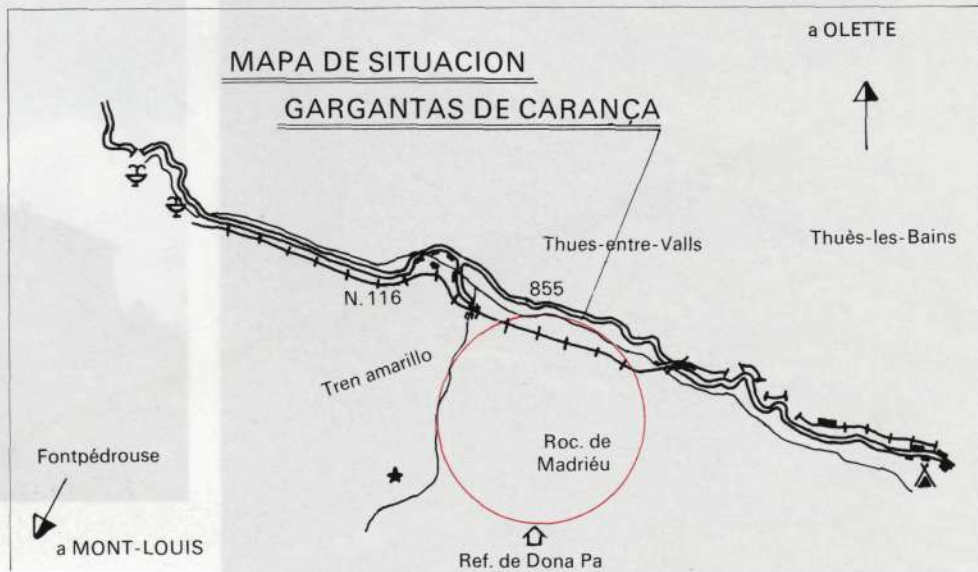 a OLETTE
MAPA DE SITUACION
GARGANTAS DE CARANÇA
Thues-entre-Valls
Thuès-les-Bains
855
N. 116
Tren amarillo
Roc. de
Madriéu
Fontpédrouse
a MONT-LOUIS
Ref. de Dona Pa